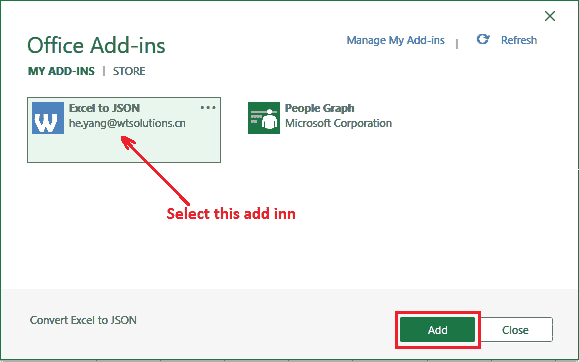 Office Add-ins
Manage My Add-ins | Refresh
MY ADD-INS | STORE
Excel to JSON ...
he.yang@wtsolutions.cn
People Graph
Microsoft Corporation
Select this add inn
Convert Excel to JSON
Add
Close